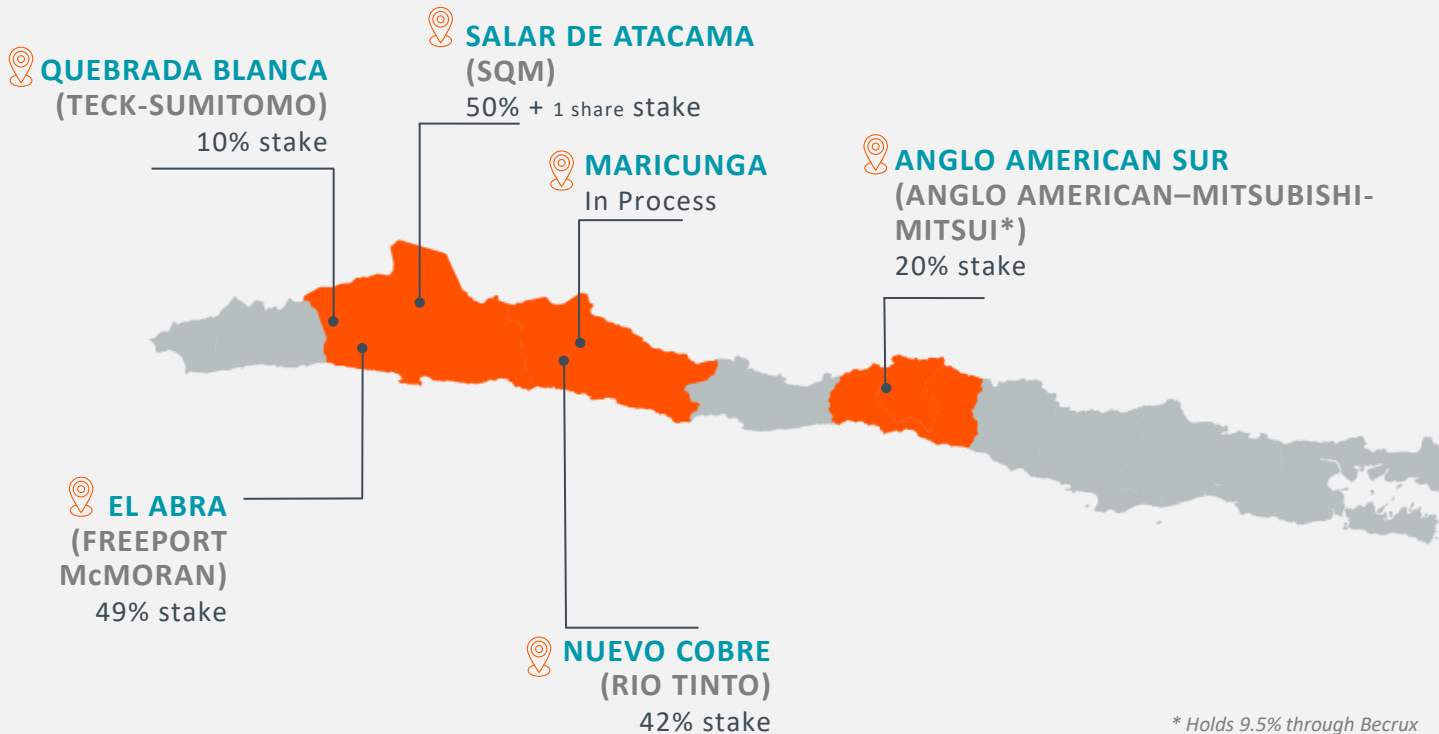 QUEBRADA BLANCA
(TECK-SUMITOMO)
10% stake
SALAR DE ATACAMA
(SQM)
50% + 1 share stake
MARICUNGA
In Process
ANGLO AMERICAN SUR
(ANGLO AMERICAN–MITSUBISHI-
MITSUI*)
20% stake
EL ABRA
(FREEPORT
McMORAN)
49% stake
NUEVO COBRE
(RIO TINTO)
42% stake
* Holds 9.5% through Becrux